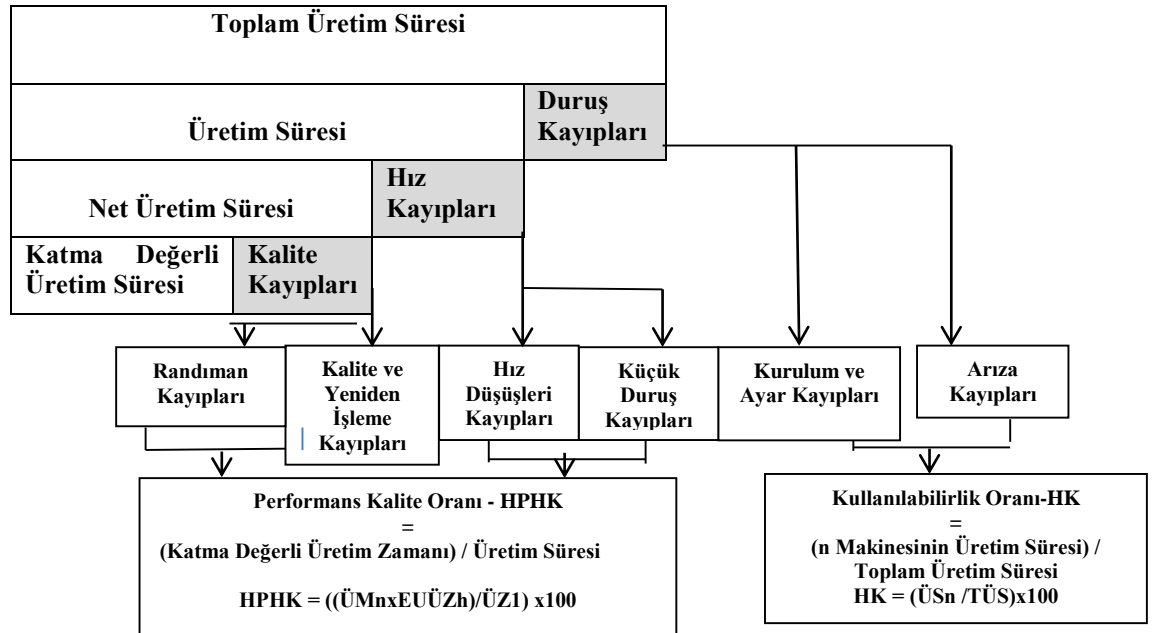 Toplam Üretim Süresi
Üretim Süresi
Duruş
Kayıpları
Net Üretim Süresi
Hız
Kayıpları
Katma Değerli
Üretim Süresi
Kalite
Kayıpları
Randıman
Kayıpları
Kalite ve
Yeniden
İşleme
Kayıpları
Hız
Düşüşleri
Kayıpları
Küçük
Duruş
Kayıpları
Kurulum ve
Ayar Kayıpları
Arıza
Kayıpları
Performans Kalite Oranı - HPHK
=
(Katma Değerli Üretim Zamanı) / Üretim Süresi
HPHK = ((ÜMnxEUÜZh)/ÜZ1) x100
Kullanılabilirlik Oranı-HK
=
(n Makinesinin Üretim Süresi) /
Toplam Üretim Süresi
HK = (ÜSn /TÜS)x100